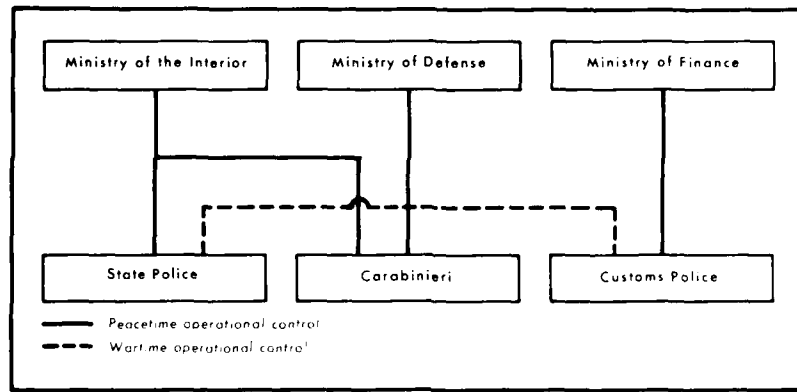 Ministry of the Interior
Ministry of Defense
Ministry of Finance
State Police
Carabinieri
Customs Police
Peacetime operational control
Wartime operational control